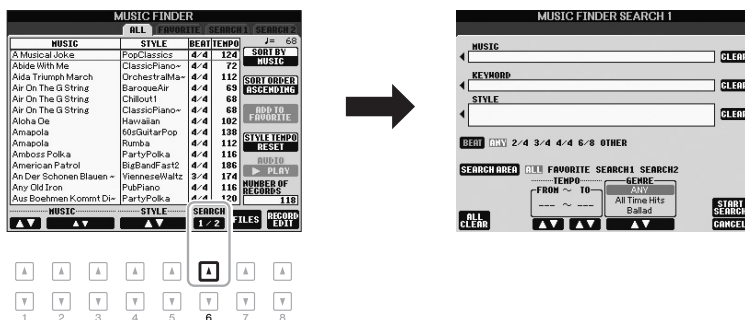 MUSIC FINDER
ALL FAVORITE SEARCH1 SEARCH2
MUSIC STYLE BEAT TEMPO ♩= 68
A Musical Joke PopClassics 4/4 124
Abide With Me ClassicPiano~ 4/4 72
Aida Triumph March OrchestralMa~ 4/4 112
Air On The G String BaroqueAir 4/4 69
Air On The G String Chillout1 4/4 68
Air On The G String ClassicPiano~ 4/4 68
Aloha Oe Hawaiian 4/4 102
Amapola 60sGuitarPop 4/4 138
Amapola Rumba 4/4 112
Amboss Polka PartyPolka 4/4 116
American Patrol BigBandFast2 4/4 186
An Der Schonen Blauen ~ VienneseWaltz 3/4 174
Any Old Iron PubPiano 4/4 116
Aus Boehmen Kommt Di~ PartyPolka 4/4 120
SORT BY
MUSIC
SORT ORDER
ASCENDING
ADD TO
FAVORITE
STYLE TEMPO
RESET
AUDIO
▶ PLAY
NUMBER OF
RECORDS
118
MUSIC STYLE SEARCH
▲▼ ▲▼ ▲▼ 1 / 2 FILES RECORD
EDIT
1 2 3 4 5 6 7 8
MUSIC FINDER SEARCH 1
MUSIC
CLEAR
KEYWORD
STYLE
CLEAR
BEAT ANY 2/4 3/4 4/4 6/8 OTHER
SEARCH AREA ALL FAVORITE SEARCH1 SEARCH2
TEMPO GENRE
FROM ~ TO ANY
--- ~ --- All Time Hits
Ballad
ALL
CLEAR
▲▼ ▲▼ ▲▼
START
SEARCH
CANCEL